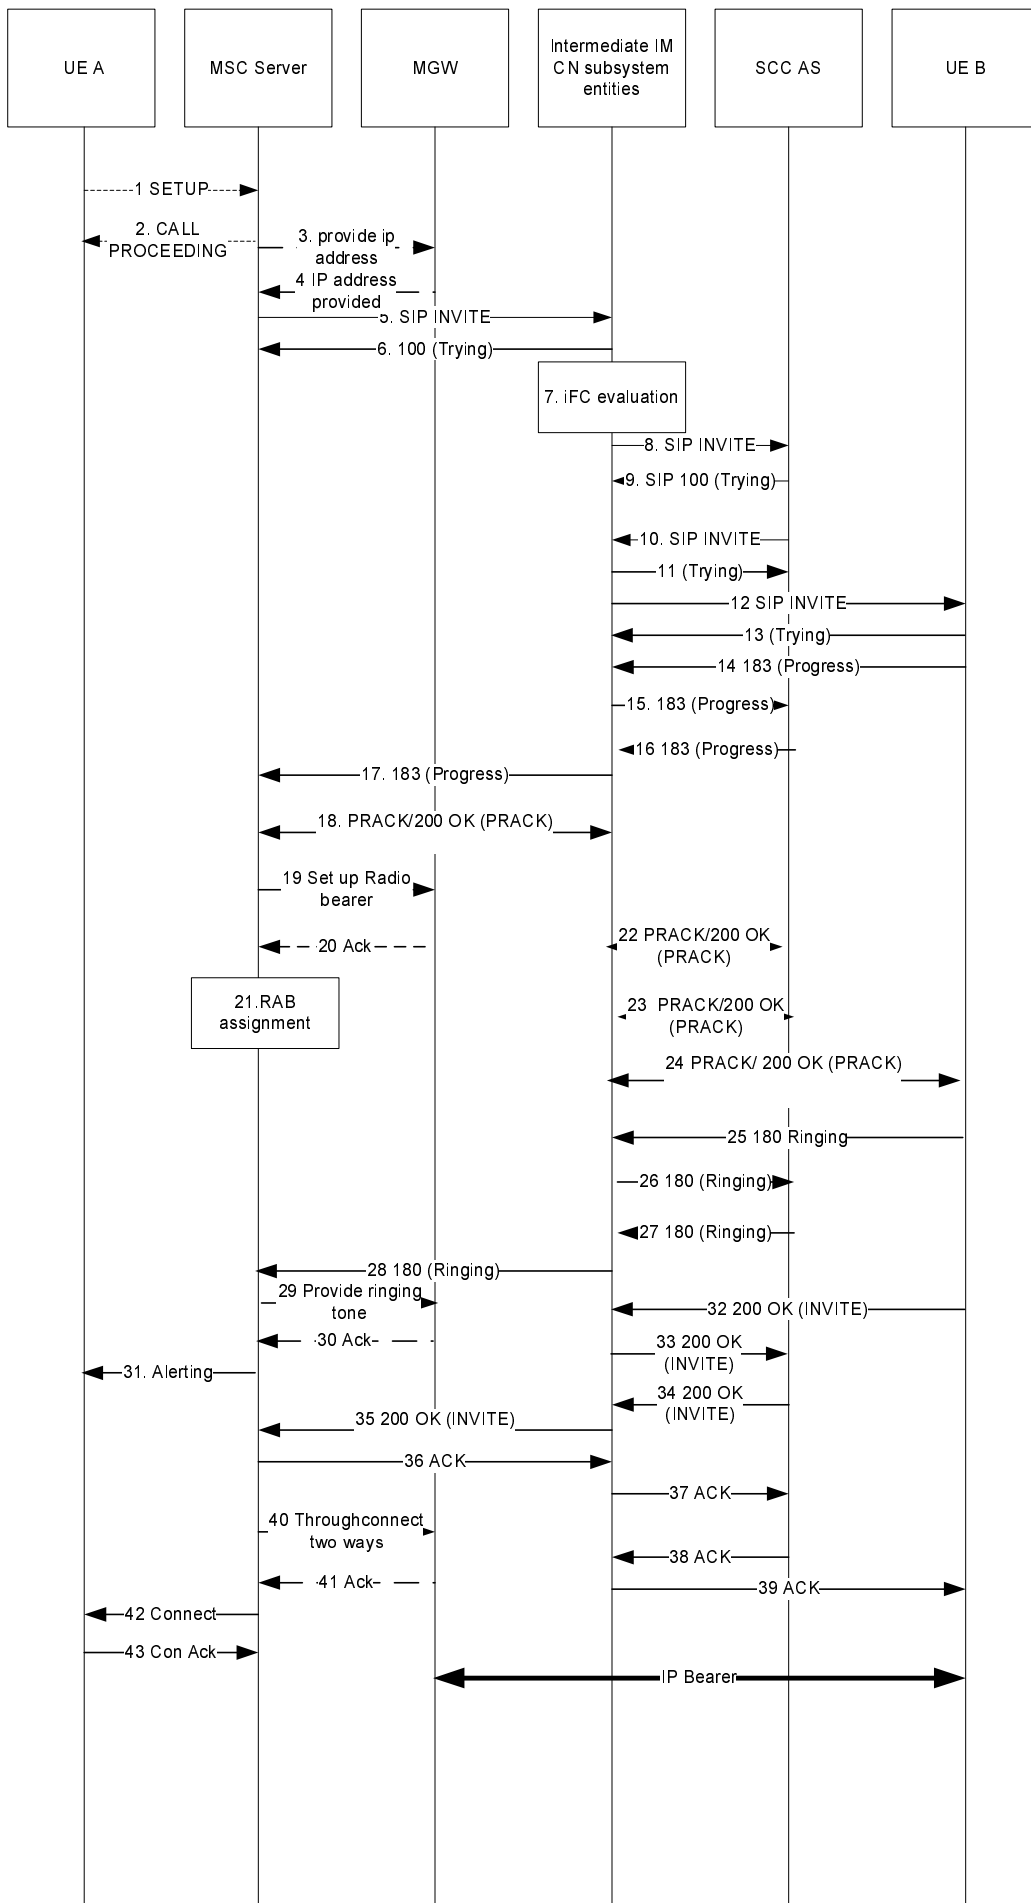 UE A
MSC Server
MGW
Intermediate IM
CN subsystem
entities
SCC AS
UE B
1 SETUP
2. CALL
PROCEEDING
3. provide ip
address
4 IP address
provided
5. SIP INVITE
6. 100 (Trying)
7. iFC evaluation
8. SIP INVITE
9. SIP 100 (Trying)
10. SIP INVITE
11 (Trying)
12 SIP INVITE
13 (Trying)
14 183 (Progress)
15. 183 (Progress)
16 183 (Progress)
17. 183 (Progress)
18. PRACK/200 OK (PRACK)
19 Set up Radio
bearer
20 Ack
22 PRACK/200 OK
(PRACK)
21.RAB
assignment
23 PRACK/200 OK
(PRACK)
24 PRACK/ 200 OK (PRACK)
25 180 Ringing
26 180 (Ringing)
27 180 (Ringing)
28 180 (Ringing)
29 Provide ringing
tone
32 200 OK (INVITE)
30 Ack
33 200 OK
(INVITE)
31. Alerting
34 200 OK
(INVITE)
35 200 OK (INVITE)
36 ACK
37 ACK
40 Throughconnect
two ways
38 ACK
41 Ack
39 ACK
42 Connect
43 Con Ack
IP Bearer